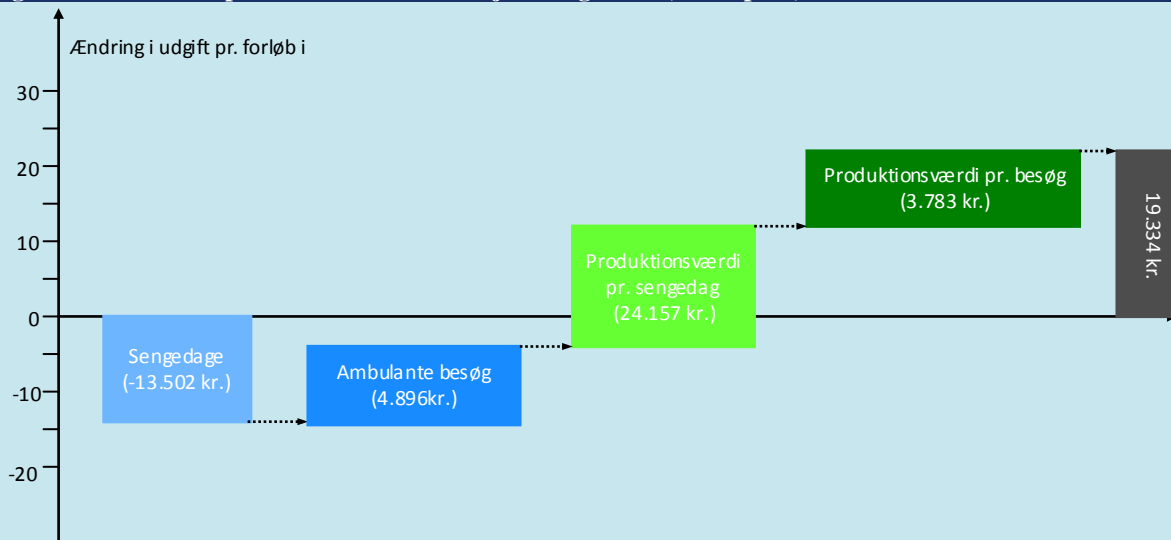 Ændring i udgift pr. forløb i
30
20
10
0
-10
-20
Sengedage
(-13.502 kr.)
Ambulante besøg
(4.896kr.)
Produktionsværdi
pr. sengedag
(24.157 kr.)
Produktionsværdi pr. besøg
(3.783 kr.)
19.334 kr.